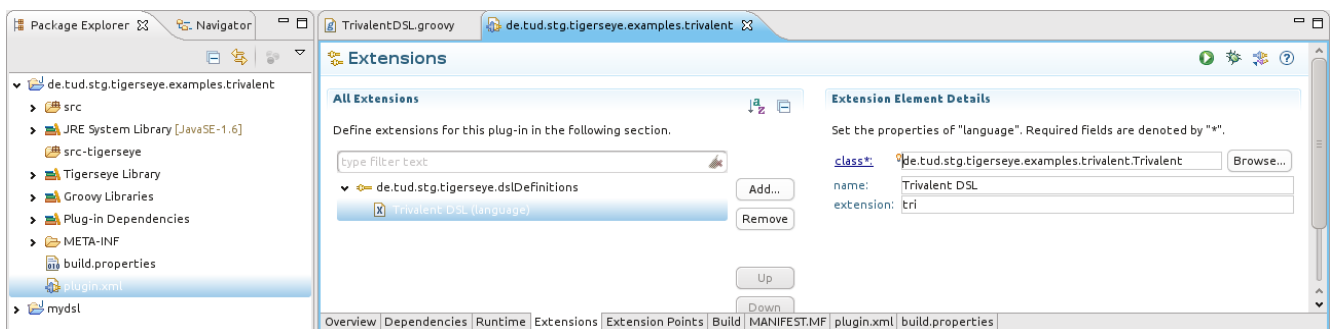 Package Explorer Navigator
de.tud.stg.tigerseye.examples.trivalent
src
JRE System Library [JavaSE-1.6]
src-tigerseye
Tigerseye Library
Groovy Libraries
Plug-in Dependencies
META-INF
build.properties
plugin.xml
mydsl
TrivalentDSL.groovy de.tud.stg.tigerseye.examples.trivalent
Extensions
All Extensions
Define extensions for this plug-in in the following section.
type filter text
de.tud.stg.tigerseye.dslDefinitions
Trivalent DSL (language)
Add...
Remove
Up
Down
Extension Element Details
Set the properties of "language". Required fields are denoted by "*".
class*: de.tud.stg.tigerseye.examples.trivalent.Trivalent Browse...
name: Trivalent DSL
extension: tri
Overview Dependencies Runtime Extensions Extension Points Build MANIFEST.MF plugin.xml build.properties